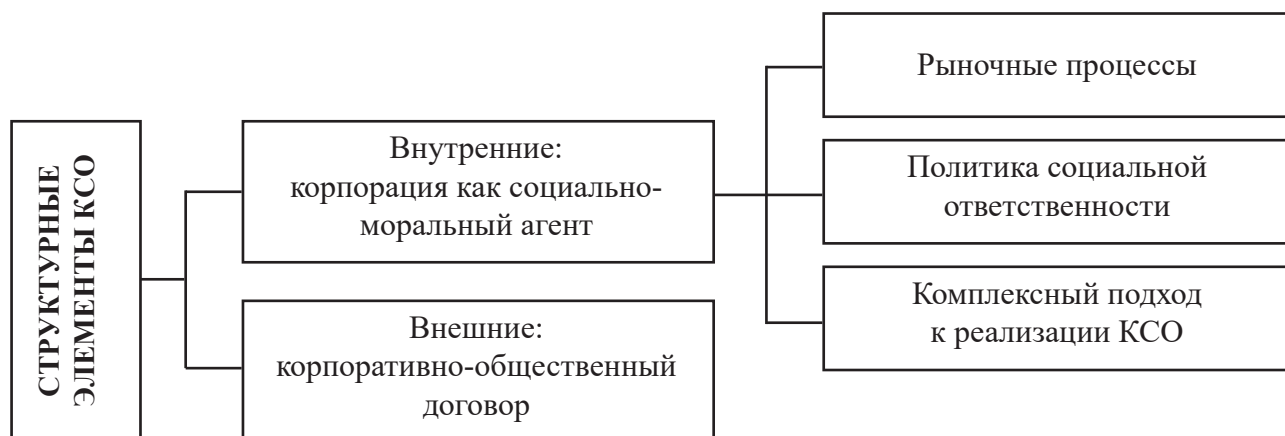 СТРУКТУРНЫЕ
ЭЛЕМЕНТЫ КСО
Внутренние:
корпорация как социально-
моральный агент
Внешние:
корпоративно-общественный
договор
Рыночные процессы
Политика социальной
ответственности
Комплексный подход
к реализации КСО